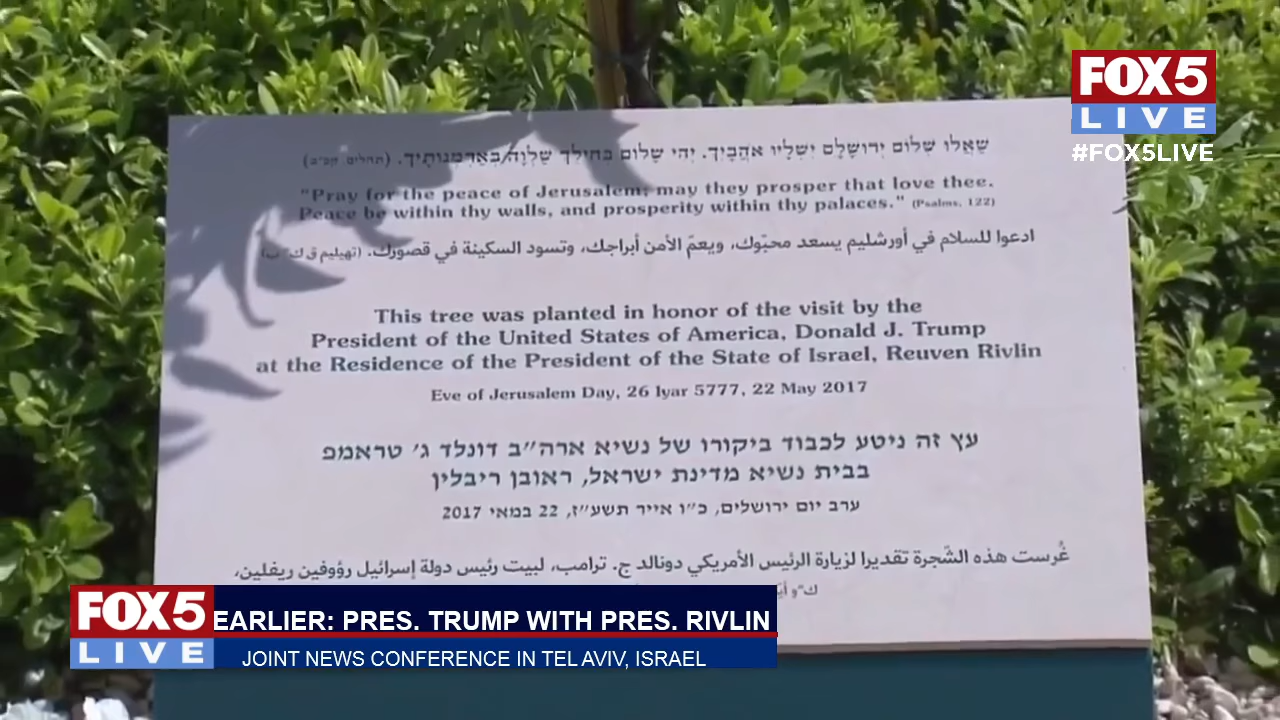 FOX5
LIVE
#FOX5LIVE
שַׁאֲלוּ שְׁלוֹם יְרוּשָׁלָם יִשְׁלָיוּ אֹהֲבָיִךְ. יְהִי שָׁלוֹם בְּחֵילֵךְ שַׁלְוָה בְּאַרְמְנוֹתָיִךְ. (תהלים, קכ״ב)
"Pray for the peace of Jerusalem; may they prosper that love thee.
Peace be within thy walls, and prosperity within thy palaces." (Psalms, 122)
ادعوا للسلام في أورشليم يسعد محبّوك، ويعمّ الأمن أبراجك، وتسود السكينة في قصورك. (تهيليم ق ك״ب)
This tree was planted in honor of the visit by the
President of the United States of America, Donald J. Trump
at the Residence of the President of the State of Israel, Reuven Rivlin
Eve of Jerusalem Day, 26 Iyar 5777, 22 May 2017
עץ זה ניטע לכבוד ביקורו של נשיא ארה״ב דונלד ג׳ טראמפ
בבית נשיא מדינת ישראל, ראובן ריבלין
ערב יום ירושלים, כ״ו אייר תשע״ז, 22 במאי 2017
غُرست هذه الشّجرة تقديرا لزيارة الرئيس الأمريكي دونالد ج. ترامب، لبيت رئيس دولة إسرائيل رؤوفين ريفلين،
ك״و
FOX5
LIVE
EARLIER: PRES. TRUMP WITH PRES. RIVLIN
JOINT NEWS CONFERENCE IN TEL AVIV, ISRAEL